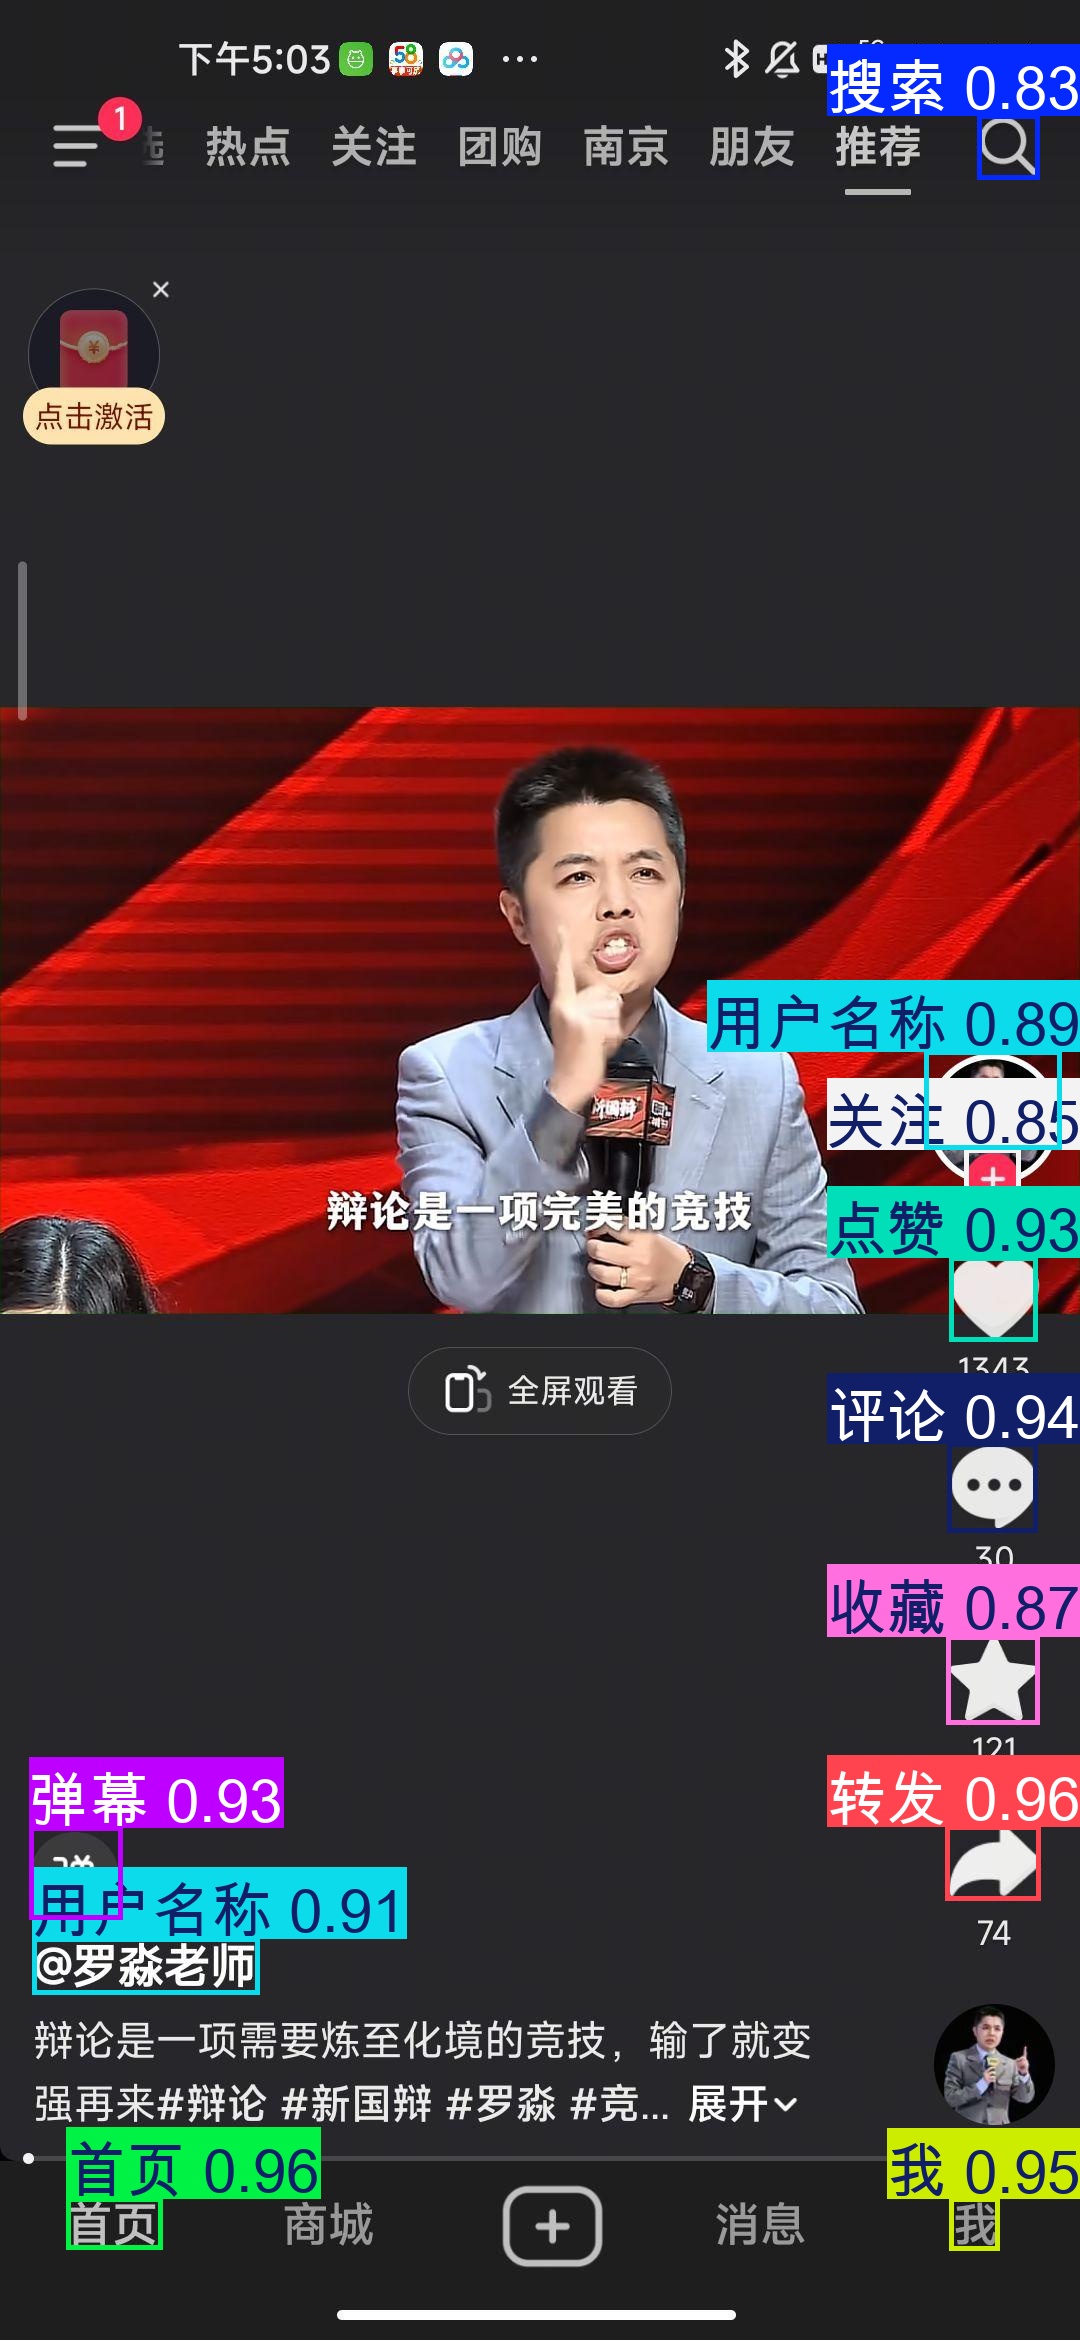 下午5:03
58
搜索 0.83
1
热点 关注 团购 南京 朋友 推荐
点击激活
用户名称 0.89
关注 0.85
辩论是一项完美的竞技
点赞 0.93
1343
全屏观看
评论 0.94
30
收藏 0.87
121
弹幕 0.93
转发 0.96
用户名称 0.91
74
@罗淼老师
辩论是一项需要炼至化境的竞技，输了就变
强再来#辩论 #新国辩 #罗淼 #竞... 展开
首页 0.96
我 0.95
首页 商城 消息 我